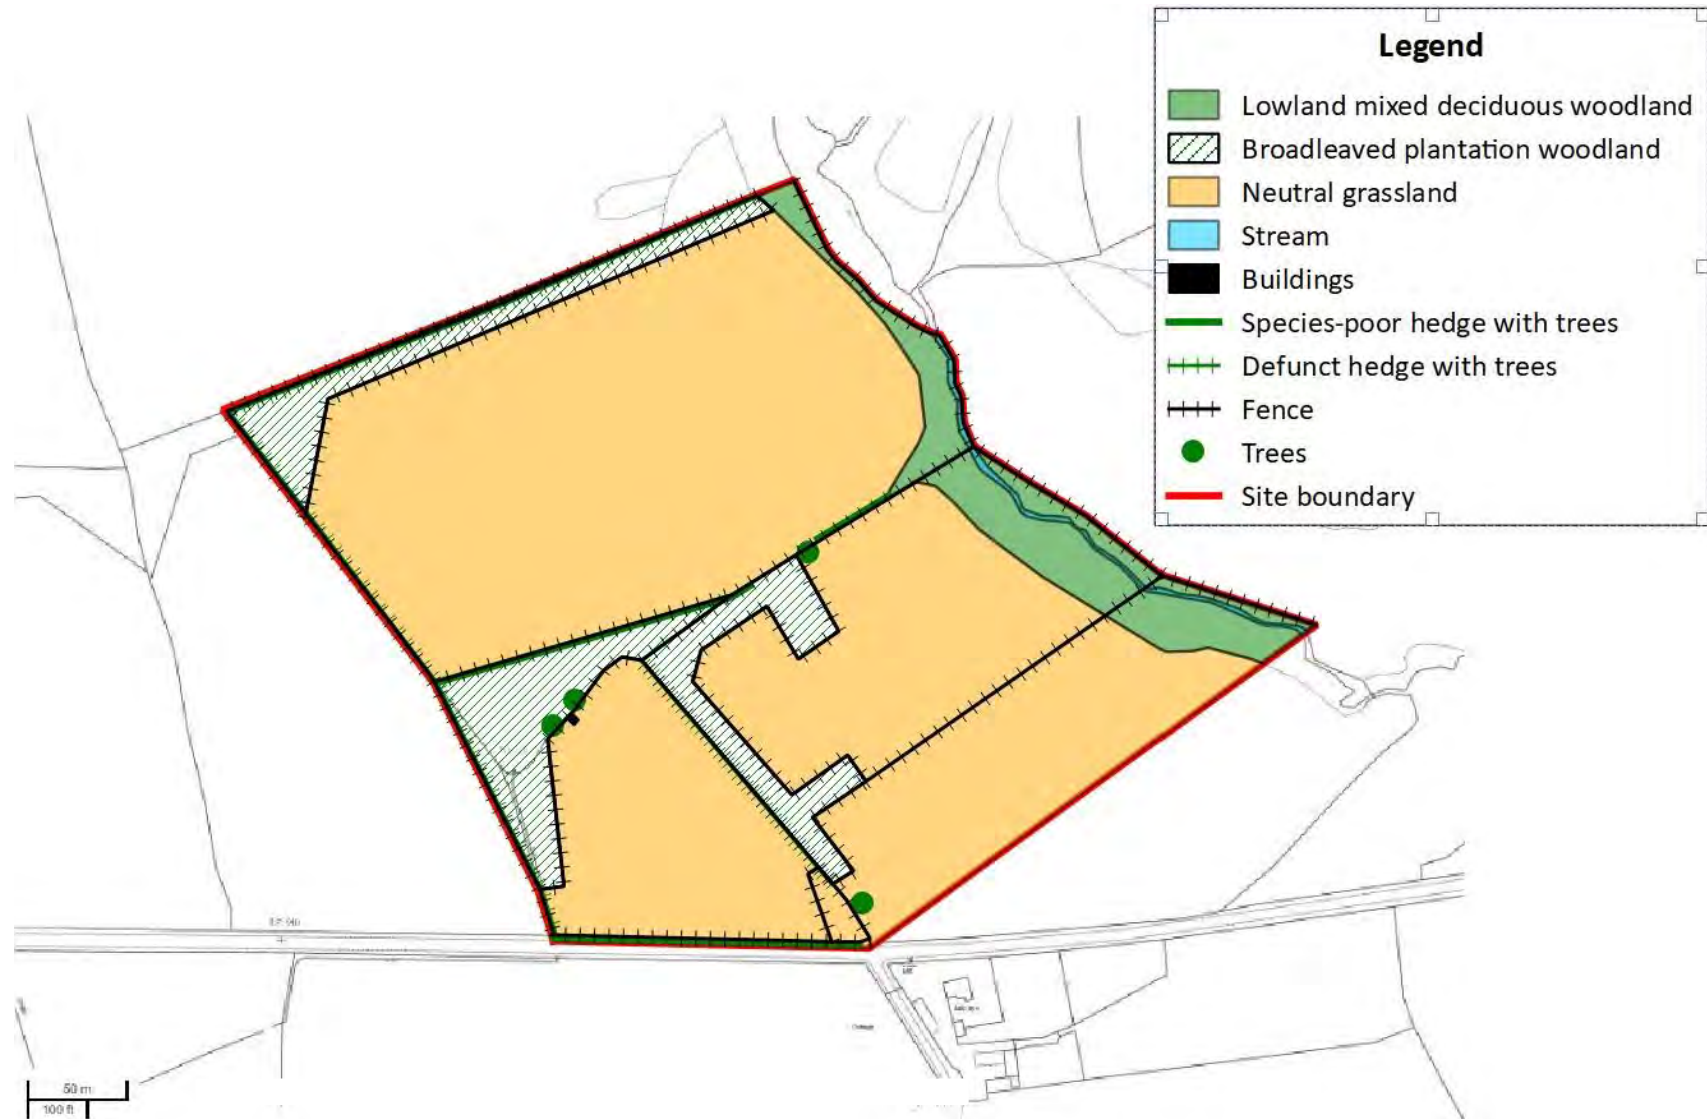 Legend
Lowland mixed deciduous woodland
Broadleaved plantation woodland
Neutral grassland
Stream
Buildings
Species-poor hedge with trees
Defunct hedge with trees
Fence
Trees
Site boundary
50 m
100 ft